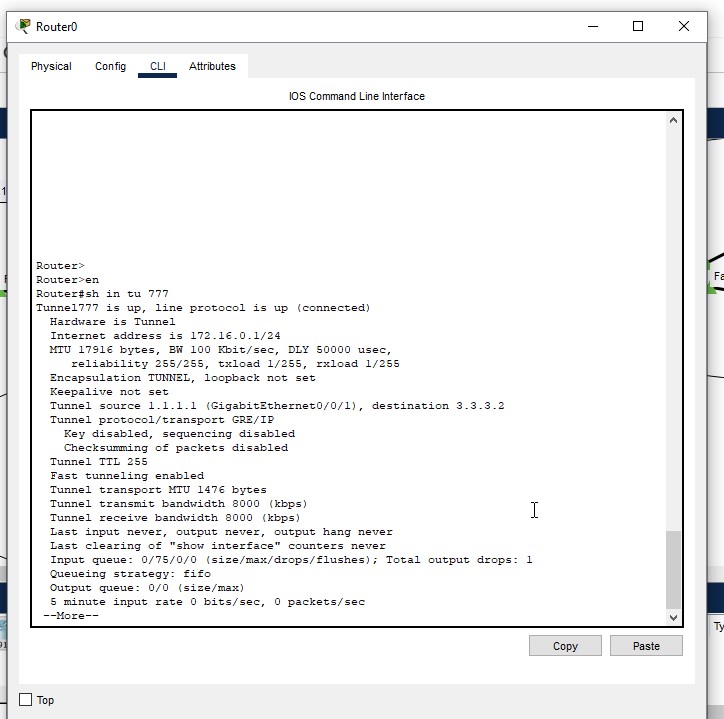 Router0
Physical Config CLI Attributes
IOS Command Line Interface
Router>
Router>en
Router#sh in tu 777
Tunnel777 is up, line protocol is up (connected)
Hardware is Tunnel
Internet address is 172.16.0.1/24
MTU 17916 bytes, BW 100 Kbit/sec, DLY 50000 usec,
reliability 255/255, txload 1/255, rxload 1/255
Encapsulation TUNNEL, loopback not set
Keepalive not set
Tunnel source 1.1.1.1 (GigabitEthernet0/0/1), destination 3.3.3.2
Tunnel protocol/transport GRE/IP
Key disabled, sequencing disabled
Checksumming of packets disabled
Tunnel TTL 255
Fast tunneling enabled
Tunnel transport MTU 1476 bytes
Tunnel transmit bandwidth 8000 (kbps)
Tunnel receive bandwidth 8000 (kbps)
Last input never, output never, output hang never
Last clearing of "show interface" counters never
Input queue: 0/75/0/0 (size/max/drops/flushes); Total output drops: 1
Queueing strategy: fifo
Output queue: 0/0 (size/max)
5 minute input rate 0 bits/sec, 0 packets/sec
--More--
Copy Paste
Top
1
Fa
Ty